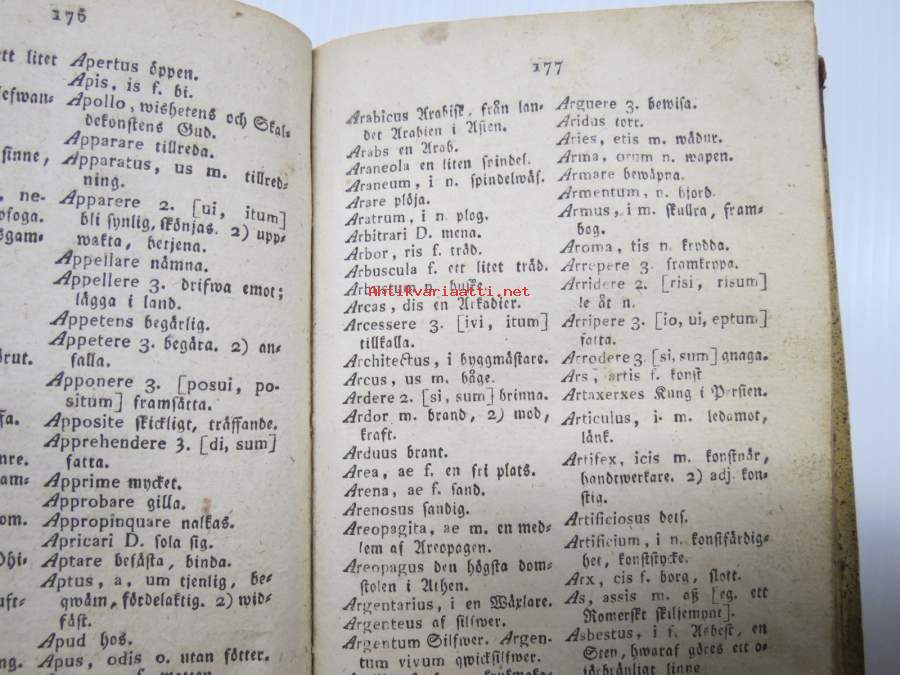 176
ett litet
sinne,
ne-
Apertus öppen.
Apis, is f. bi.
Apollo, wishetens och Skal-
dekonstens Gud.
Apparare tillreda.
Apparatus, us m. tillred-
ning.
Apparere 2. [ui, itum]
bli synlig, skönjas. 2) upp-
wakta, betjena.
Appellare nämna.
Appellere 3. drifwa emot;
lägga i land.
Appetens begärlig.
Appetere 3. begära. 2) an-
falla.
Apponere 3. [posui, po-
situm] framsätta.
Apposite skickligt, träffande.
Apprehendere 3. [di, sum]
fatta.
Apprime mycket.
Approbare gilla.
Appropinquare nalkas.
Apricari D. sola sig.
Aptare befästa, binda.
Aptus, a, um tjenlig, be-
qwäm, fördelaktig. 2) wid-
fäst.
Apud hos.
Apus, odis o. utan fötter.
177
Arabicus Arabisk, från lan-
det Arabien i Asien.
Arabs en Arab.
Araneola en liten spindel.
Araneum, i n. spindelwäf.
Arare plöja.
Aratrum, i n. plog.
Arbitrari D. mena.
Arbor, ris f. träd.
Arbuscula f. ett litet träd.
Arbustum n. buske.
Antikvariaatti.net
Arcas, dis en Arkadier.
Arcessere 3. [ivi, itum]
tillkalla.
Architectus, i byggmästare.
Arcus, us m. båge.
Ardere 2. [si, sum] brinna.
Ardor m. brand, 2) mod,
kraft.
Arduus brant.
Area, ae f. en fri plats.
Arena, ae f. sand.
Arenosus sandig.
Areopagita, ae m. en med-
lem af Areopagen.
Areopagus den högsta dom-
stolen i Athen.
Argentarius, i en Wäxlare.
Argenteus af silfwer.
Argentum Silfwer. Argen-
tum vivum qwicksilfwer.
Arguere 3. bewisa.
Aridus torr.
Aries, etis m. wädur.
Arma, orum n. wapen.
Armare bewäpna.
Armentum, n. hjord.
Armus, i m. skullra, fram-
bog.
Aroma, tis n. krydda.
Arrepere 3. framkrypa.
Arridere 2. [risi, risum]
le åt n.
Arripere 3. [io, ui, eptum]
fatta.
Arrodere 3. [si, sum] gnaga.
Ars, artis f. konst
Artaxerxes Kung i Persien.
Articulus, i. m. ledamot,
länk.
Artifex, icis m. konstnär,
handtwerkare. 2) adj. kon-
stig.
Artificiosus dets.
Artificium, i n. konstfärdig-
het, konststycke.
Arx, cis f. borg, slott.
As, assis m. aß [eg. ett
Romerskt skiljemynt].
Asbestus, i f. Asbest, en
Sten, hwaraf göres ett o-
förbränligt linne